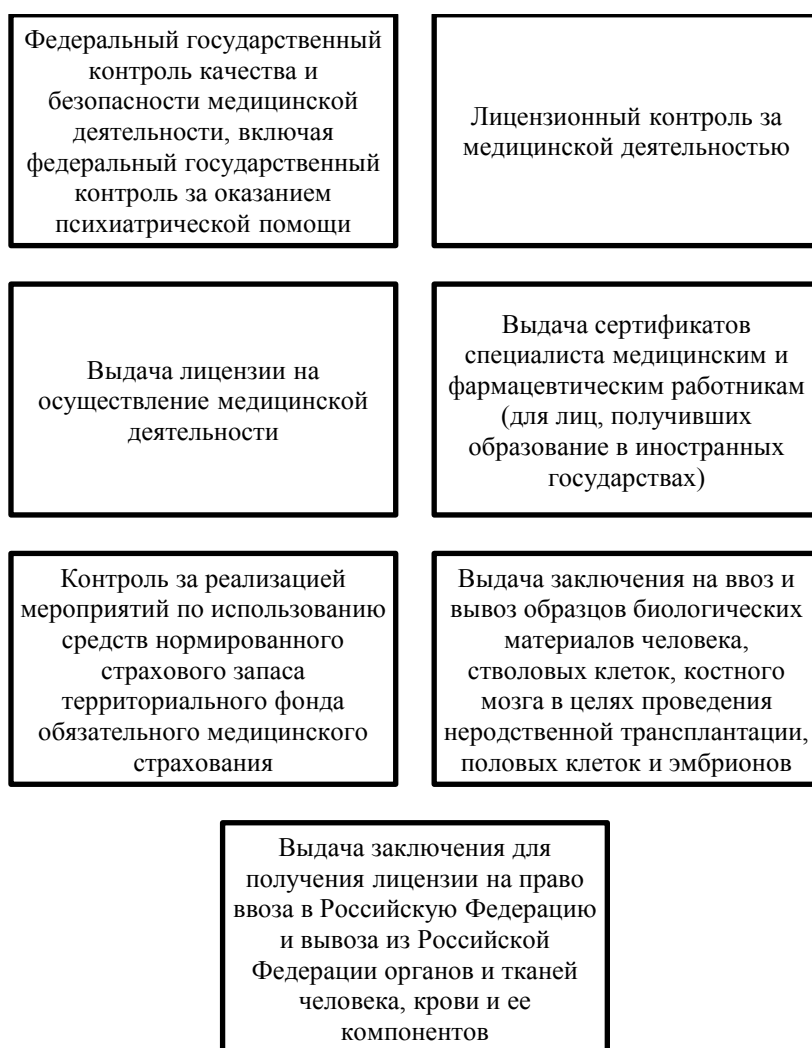 Федеральный государственный
контроль качества и
безопасности медицинской
деятельности, включая
федеральный государственный
контроль за оказанием
психиатрической помощи
Лицензионный контроль за
медицинской деятельностью
Выдача лицензии на
осуществление медицинской
деятельности
Выдача сертификатов
специалиста медицинским и
фармацевтическим работникам
(для лиц, получивших
образование в иностранных
государствах)
Контроль за реализацией
мероприятий по использованию
средств нормированного
страхового запаса
территориального фонда
обязательного медицинского
страхования
Выдача заключения на ввоз и
вывоз образцов биологических
материалов человека,
стволовых клеток, костного
мозга в целях проведения
неродственной трансплантации,
половых клеток и эмбрионов
Выдача заключения для
получения лицензии на право
ввоза в Российскую Федерацию
и вывоза из Российской
Федерации органов и тканей
человека, крови и ее
компонентов